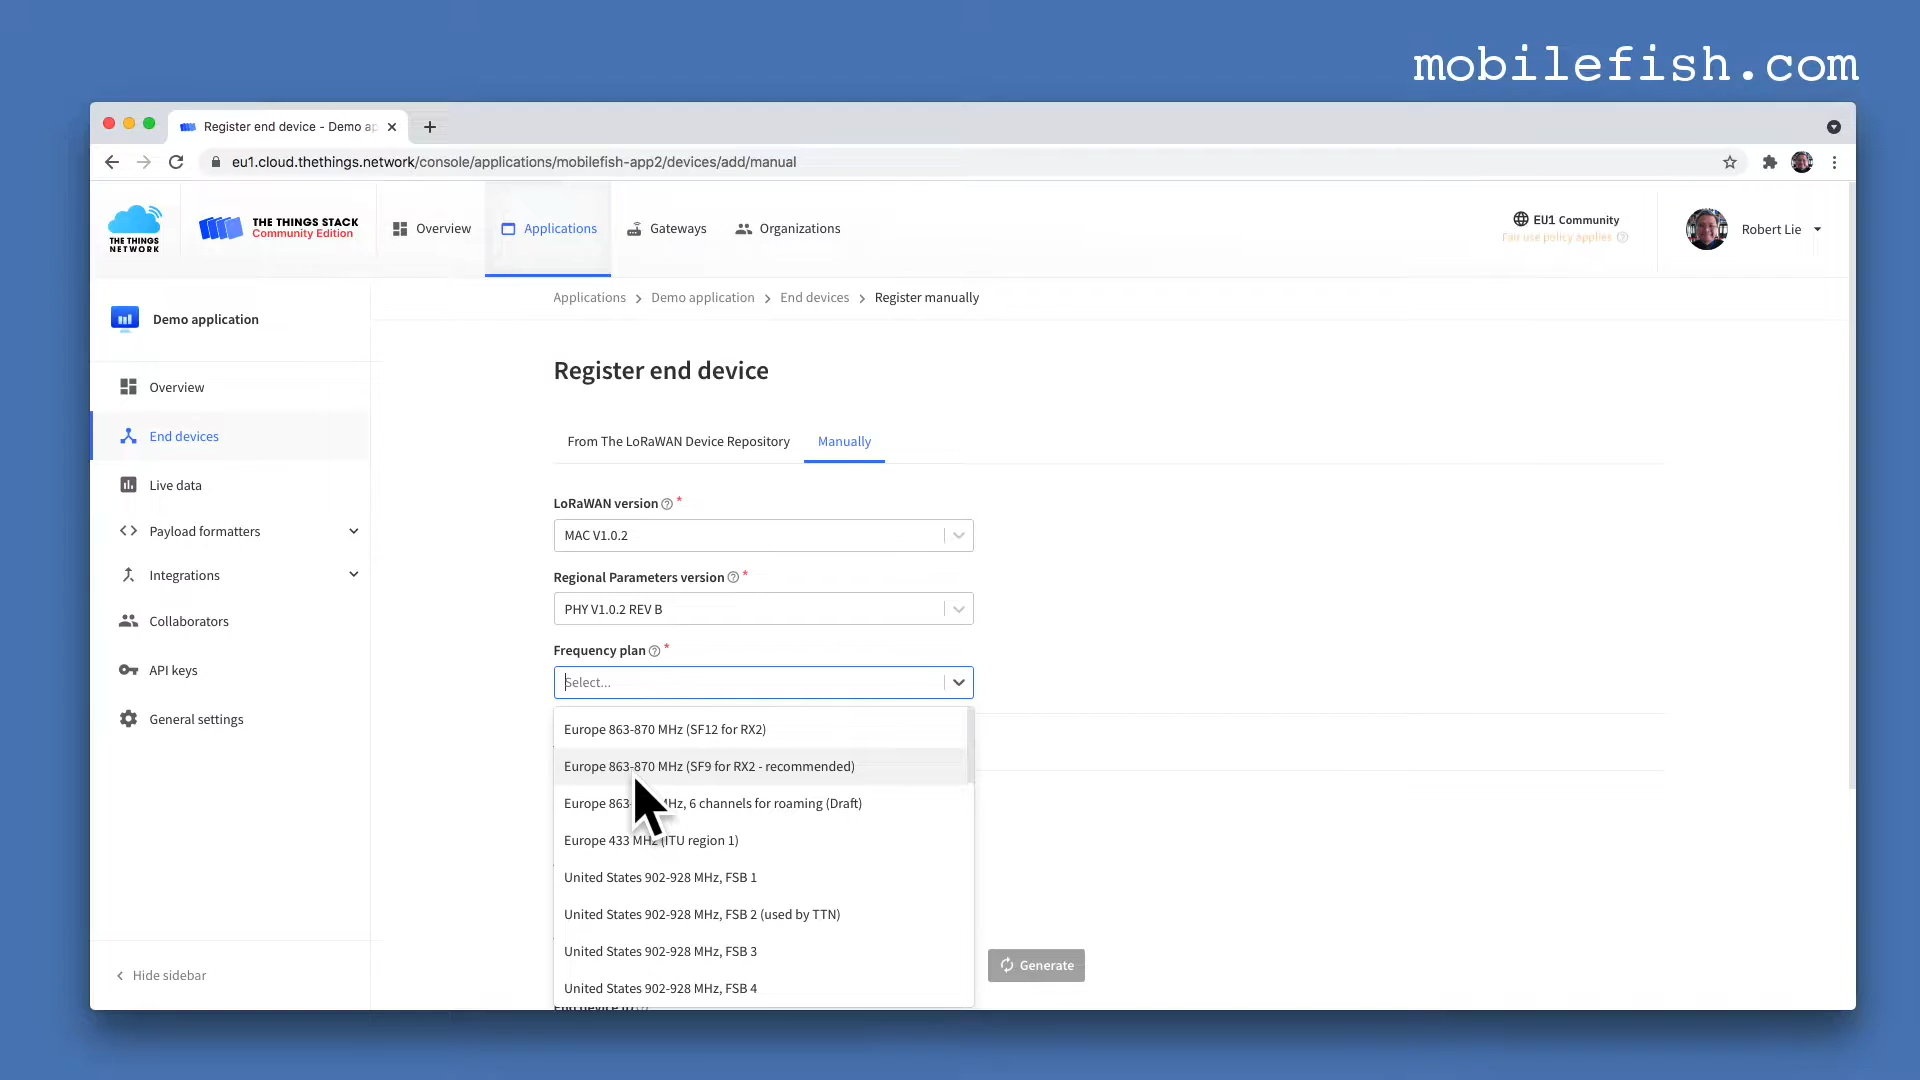 mobilefish.com
Register end device - Demo ap
eu1.cloud.thethings.network/console/applications/mobilefish-app2/devices/add/manual
THE THINGS NETWORK
THE THINGS STACK
Community Edition
Overview
Applications
Gateways
Organizations
EU1 Community
Fair use policy applies
Robert Lie
Applications
Demo application
End devices
Register manually
Demo application
Overview
End devices
Live data
Payload formatters
Integrations
Collaborators
API keys
General settings
Hide sidebar
Register end device
From The LoRaWAN Device Repository
Manually
LoRaWAN version *
MAC V1.0.2
Regional Parameters version *
PHY V1.0.2 REV B
Frequency plan *
Select...
Europe 863-870 MHz (SF12 for RX2)
Europe 863-870 MHz (SF9 for RX2 - recommended)
Europe 863- MHz, 6 channels for roaming (Draft)
Europe 433 MHz (ITU region 1)
United States 902-928 MHz, FSB 1
United States 902-928 MHz, FSB 2 (used by TTN)
United States 902-928 MHz, FSB 3
United States 902-928 MHz, FSB 4
Generate
End device ID